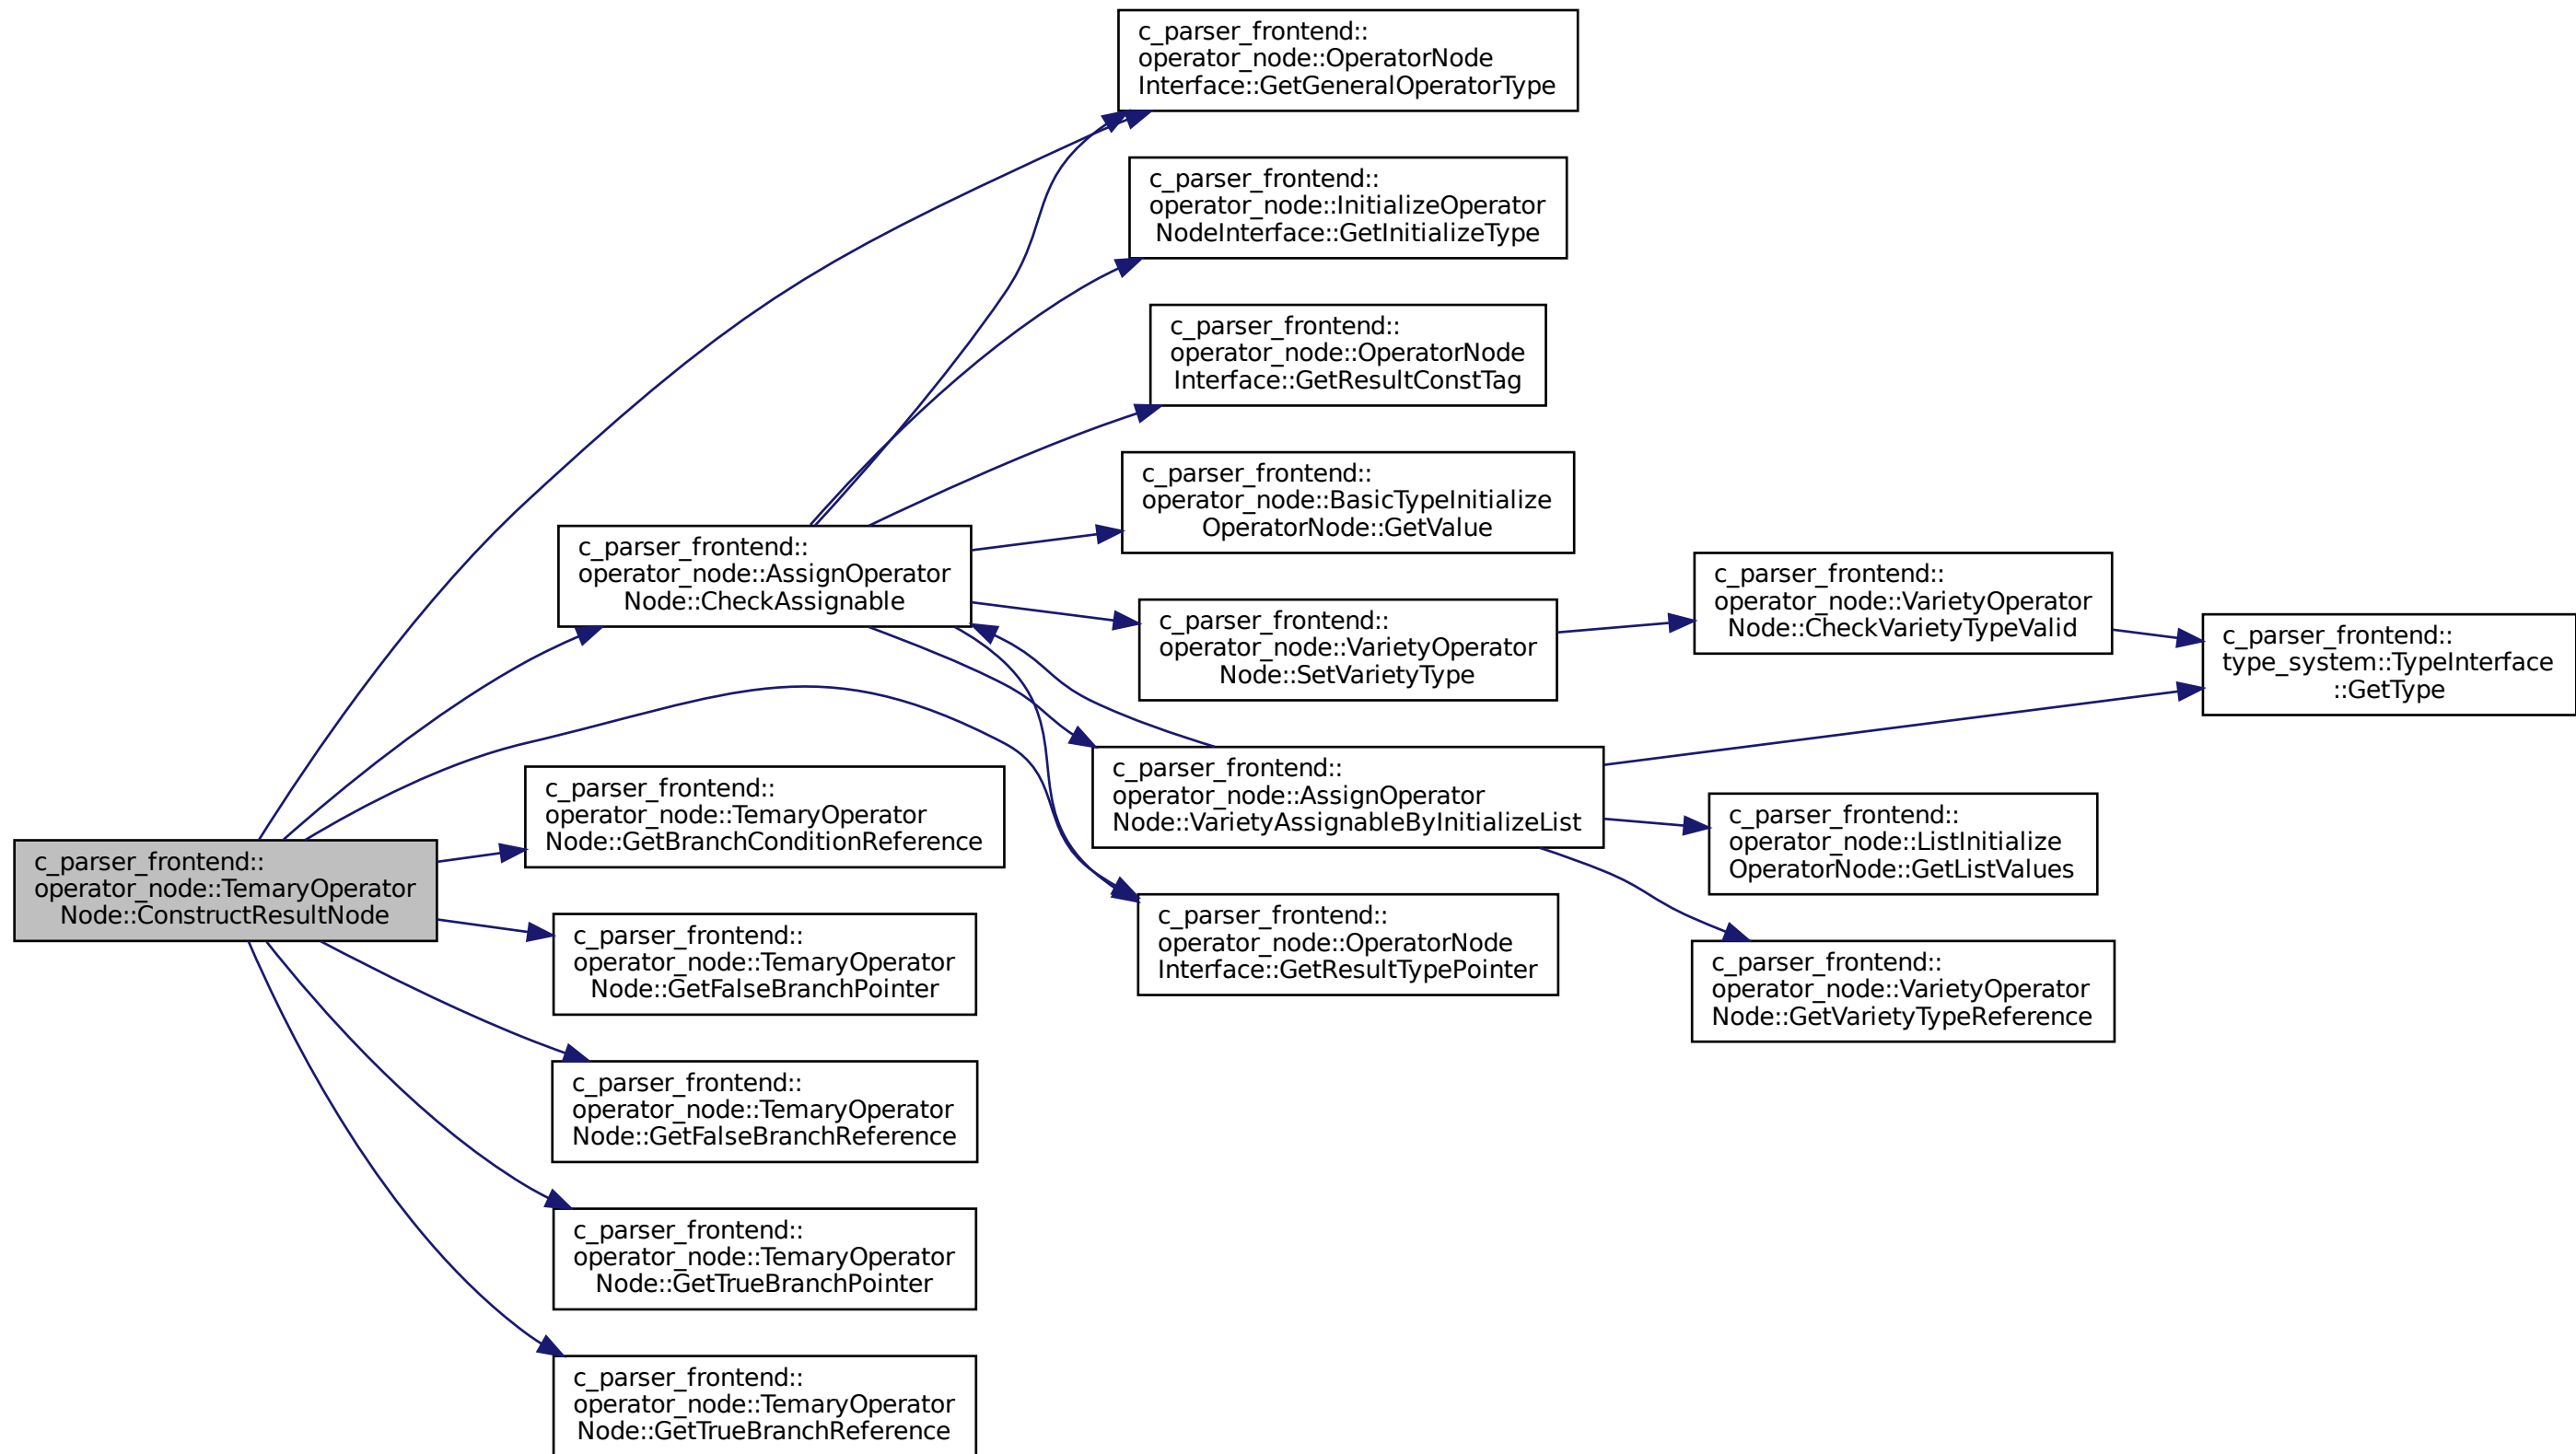 c_parser_frontend::
operator_node::OperatorNode
Interface::GetGeneralOperatorType
c_parser_frontend::
operator_node::InitializeOperator
NodeInterface::GetInitializeType
c_parser_frontend::
operator_node::OperatorNode
Interface::GetResultConstTag
c_parser_frontend::
operator_node::BasicTypeInitialize
OperatorNode::GetValue
c_parser_frontend::
operator_node::AssignOperator
Node::CheckAssignable
c_parser_frontend::
operator_node::VarietyOperator
Node::CheckVarietyTypeValid
c_parser_frontend::
operator_node::VarietyOperator
Node::SetVarietyType
c_parser_frontend::
type_system::TypeInterface
::GetType
c_parser_frontend::
operator_node::AssignOperator
Node::VarietyAssignableByInitializeList
c_parser_frontend::
operator_node::TemaryOperator
Node::GetBranchConditionReference
c_parser_frontend::
operator_node::ListInitialize
OperatorNode::GetListValues
c_parser_frontend::
operator_node::TemaryOperator
Node::ConstructResultNode
c_parser_frontend::
operator_node::OperatorNode
Interface::GetResultTypePointer
c_parser_frontend::
operator_node::TemaryOperator
Node::GetFalseBranchPointer
c_parser_frontend::
operator_node::VarietyOperator
Node::GetVarietyTypeReference
c_parser_frontend::
operator_node::TemaryOperator
Node::GetFalseBranchReference
c_parser_frontend::
operator_node::TemaryOperator
Node::GetTrueBranchPointer
c_parser_frontend::
operator_node::TemaryOperator
Node::GetTrueBranchReference